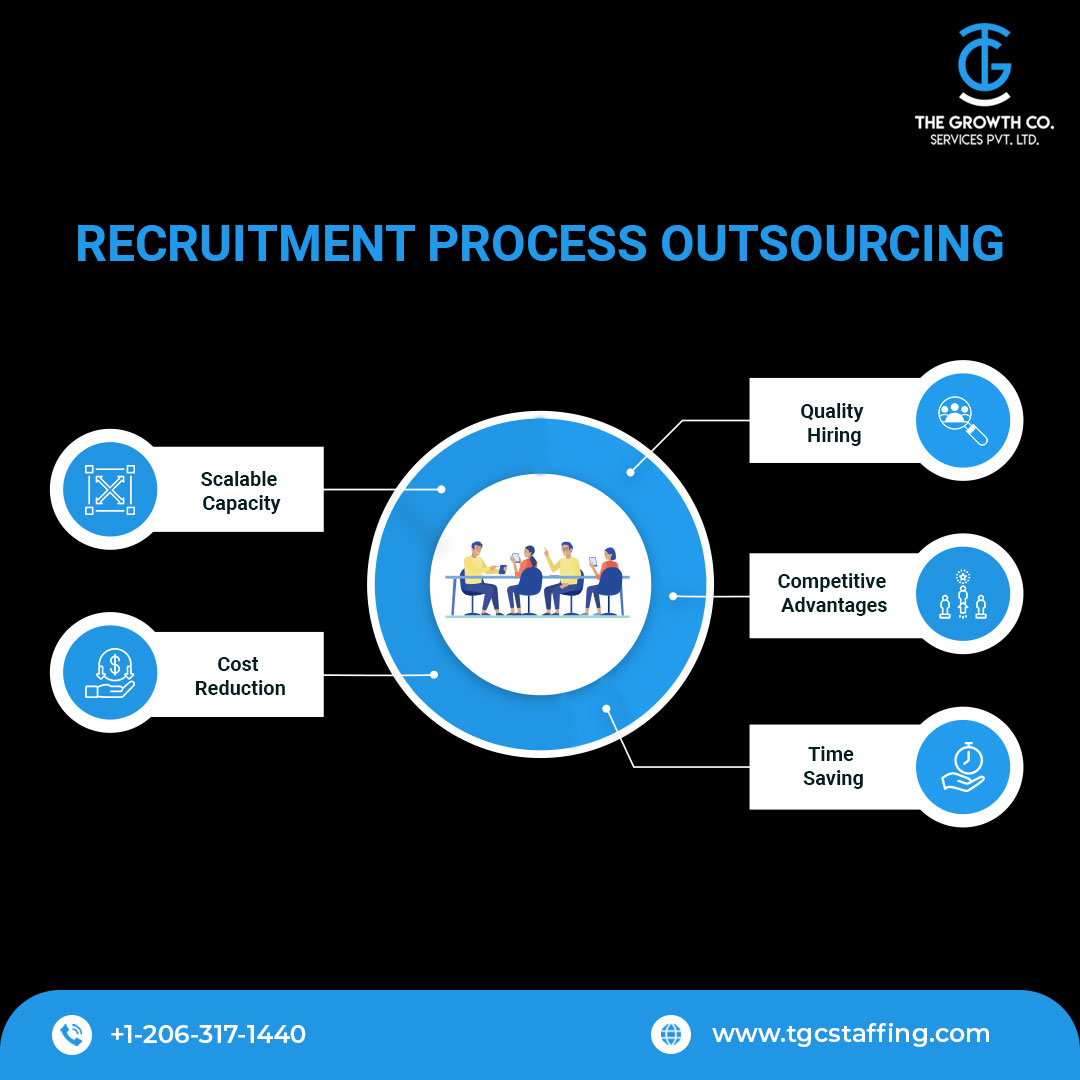 THE GROWTH CO.
SERVICES PVT. LTD.
RECRUITMENT PROCESS OUTSOURCING
Scalable
Capacity
Cost
Reduction
Quality
Hiring
Competitive
Advantages
Time
Saving
+1-206-317-1440
www.tgcstaffing.com